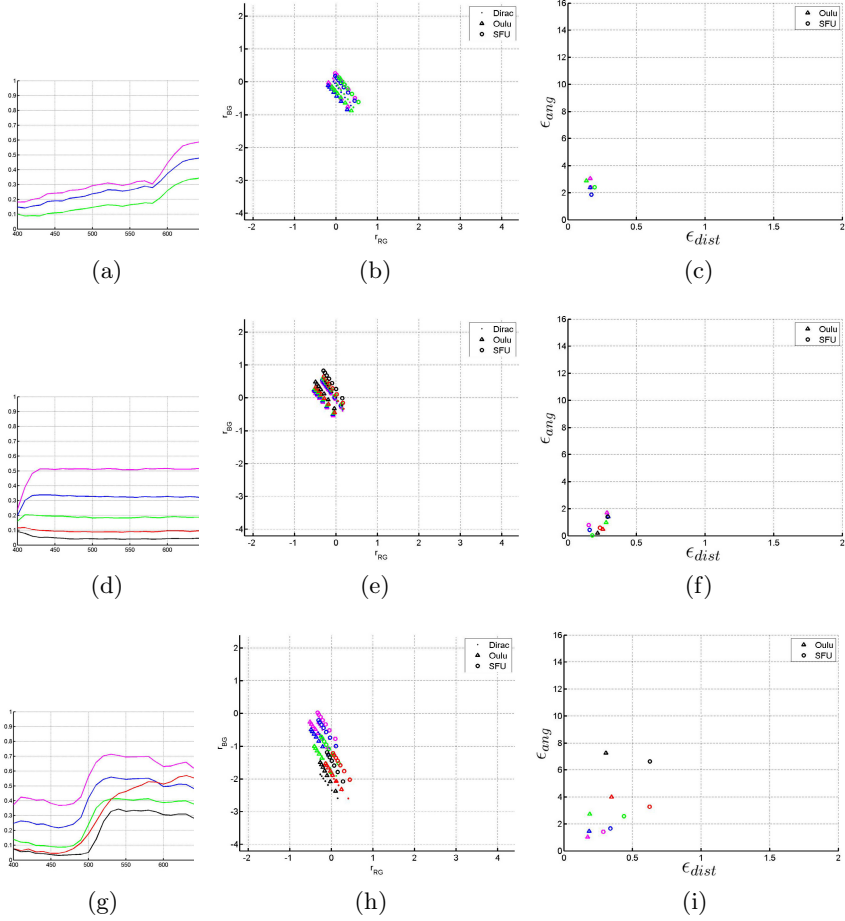 1
0.9
0.8
0.7
0.6
0.5
0.4
0.3
0.2
0.1
0
400 450 500 550 600
(a)
2
1
0
-1
-2
-3
-4
r_BG
-2 -1 0 1 2 3 4
r_RG
Dirac
Oulu
SFU
(b)
16
14
12
10
8
6
4
2
0
ϵ_ang
0 0.5 1 1.5 2
ϵ_dist
Oulu
SFU
(c)
1
0.9
0.8
0.7
0.6
0.5
0.4
0.3
0.2
0.1
0
400 450 500 550 600
(d)
2
1
0
-1
-2
-3
-4
r_BG
-2 -1 0 1 2 3 4
r_RG
Dirac
Oulu
SFU
(e)
16
14
12
10
8
6
4
2
0
ϵ_ang
0 0.5 1 1.5 2
ϵ_dist
Oulu
SFU
(f)
1
0.9
0.8
0.7
0.6
0.5
0.4
0.3
0.2
0.1
0
400 450 500 550 600
(g)
2
1
0
-1
-2
-3
-4
r_BG
-2 -1 0 1 2 3 4
r_RG
Dirac
Oulu
SFU
(h)
16
14
12
10
8
6
4
2
0
ϵ_ang
0 0.5 1 1.5 2
ϵ_dist
Oulu
SFU
(i)